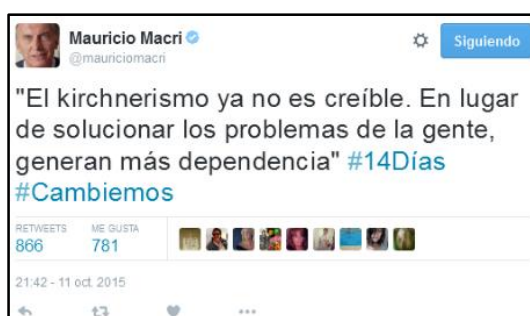 Mauricio Macri
@mauriciomacri
Siguiendo
"El kirchnerismo ya no es creíble. En lugar
de solucionar los problemas de la gente,
generan más dependencia" #14Días
#Cambiemos
RETWEETS ME GUSTA
866 781
21:42 - 11 oct. 2015